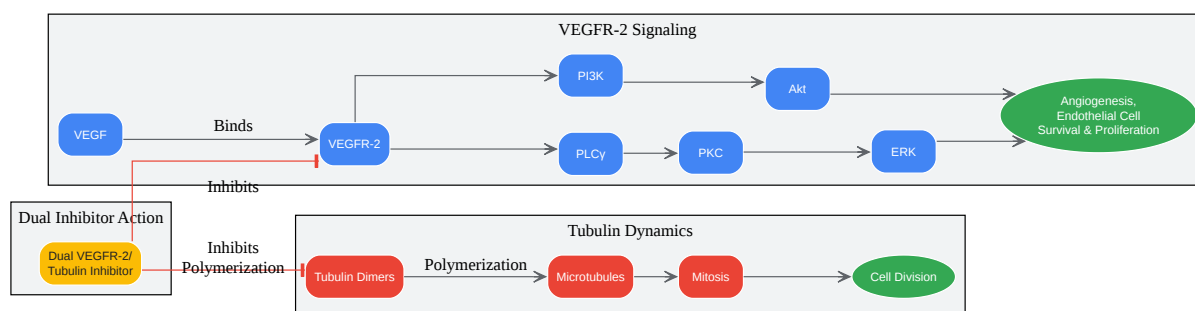 VEGFR-2 Signaling
PI3K
Akt
Angiogenesis,
Endothelial Cell
Survival & Proliferation
VEGF
Binds
VEGFR-2
PLCγ
PKC
ERK
Inhibits
Dual Inhibitor Action
Dual VEGFR-2/
Tubulin Inhibitor
Inhibits
Polymerization
Tubulin Dynamics
Tubulin Dimers
Polymerization
Microtubules
Mitosis
Cell Division